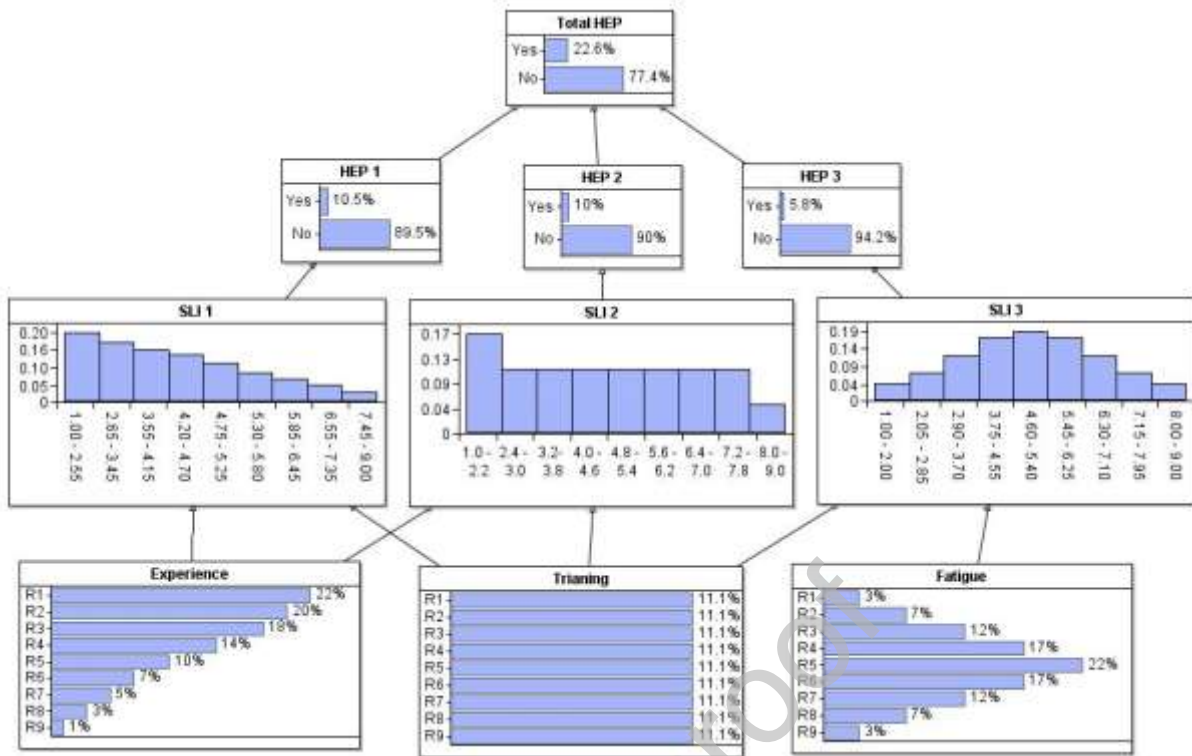 Total HEP
Yes 22.6%
No 77.4%
HEP 1
Yes 10.5%
No 89.5%
HEP 2
Yes 10%
No 90%
HEP 3
Yes 5.8%
No 94.2%
SLI 1
0.20
0.16
0.10
0.05
0
1.00 - 2.55
2.65 - 3.45
3.55 - 4.15
4.20 - 4.70
4.75 - 5.25
5.30 - 5.80
5.85 - 6.45
6.55 - 7.35
7.45 - 9.00
SLI 2
0.17
0.13
0.09
0.04
0
1.0 - 2.4 - 3.2 - 4.0 - 4.8 - 5.6 - 6.4 - 7.2 - 8.0 -
2.2 3.0 3.8 4.6 5.4 6.2 7.0 7.8 9.0
SLI 3
0.19
0.14
0.09
0.04
0
1.00 - 2.00
2.05 - 2.85
2.90 - 3.70
3.75 - 4.55
4.60 - 5.40
5.45 - 6.25
6.30 - 7.10
7.15 - 7.95
8.00 - 9.00
Experience
R1 22%
R2 20%
R3 18%
R4 14%
R5 10%
R6 7%
R7 5%
R8 3%
R9 1%
Trianing
R1 11.1%
R2 11.1%
R3 11.1%
R4 11.1%
R5 11.1%
R6 11.1%
R7 11.1%
R8 11.1%
R9 11.1%
Fatigue
R1 3%
R2 7%
R3 12%
R4 17%
R5 22%
R6 17%
R7 12%
R8 7%
R9 3%